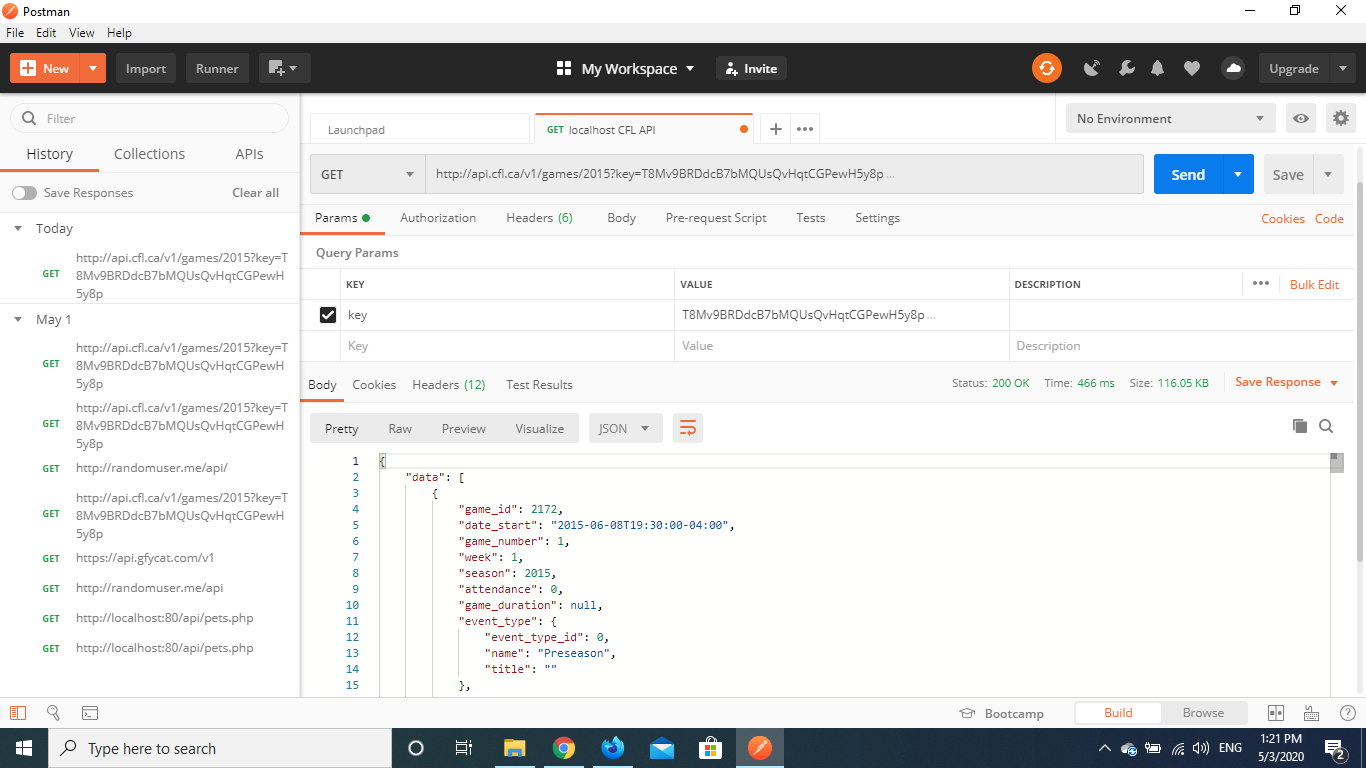 Postman
File Edit View Help
New Import Runner My Workspace Invite Upgrade
Filter
History Collections APIs
Save Responses Clear all
Today
GET http://api.cfl.ca/v1/games/2015?key=T
8Mv9BRDdcB7bMQUsQvHqtCGPewH
5y8p
May 1
GET http://api.cfl.ca/v1/games/2015?key=T
8Mv9BRDdcB7bMQUsQvHqtCGPewH
5y8p
GET http://api.cfl.ca/v1/games/2015?key=T
8Mv9BRDdcB7bMQUsQvHqtCGPewH
5y8p
GET http://randomuser.me/api/
GET http://api.cfl.ca/v1/games/2015?key=T
8Mv9BRDdcB7bMQUsQvHqtCGPewH
5y8p
GET https://api.gfycat.com/v1
GET http://randomuser.me/api
GET http://localhost:80/api/pets.php
GET http://localhost:80/api/pets.php
Launchpad GET localhost CFL API No Environment
GET http://api.cfl.ca/v1/games/2015?key=T8Mv9BRDdcB7bMQUsQvHqtCGPewH5y8p... Send Save
Params Authorization Headers (6) Body Pre-request Script Tests Settings Cookies Code
Query Params
KEY VALUE DESCRIPTION Bulk Edit
key T8Mv9BRDdcB7bMQUsQvHqtCGPewH5y8p...
Key Value Description
Body Cookies Headers (12) Test Results Status: 200 OK Time: 466 ms Size: 116.05 KB Save Response
Pretty Raw Preview Visualize JSON
1 {
2 "data": [
3 {
4 "game_id": 2172,
5 "date_start": "2015-06-08T19:30:00-04:00",
6 "game_number": 1,
7 "week": 1,
8 "season": 2015,
9 "attendance": 0,
10 "game_duration": null,
11 "event_type": {
12 "event_type_id": 0,
13 "name": "Preseason",
14 "title": ""
15 },
Bootcamp Build Browse
Type here to search ENG 1:21 PM
5/3/2020 2